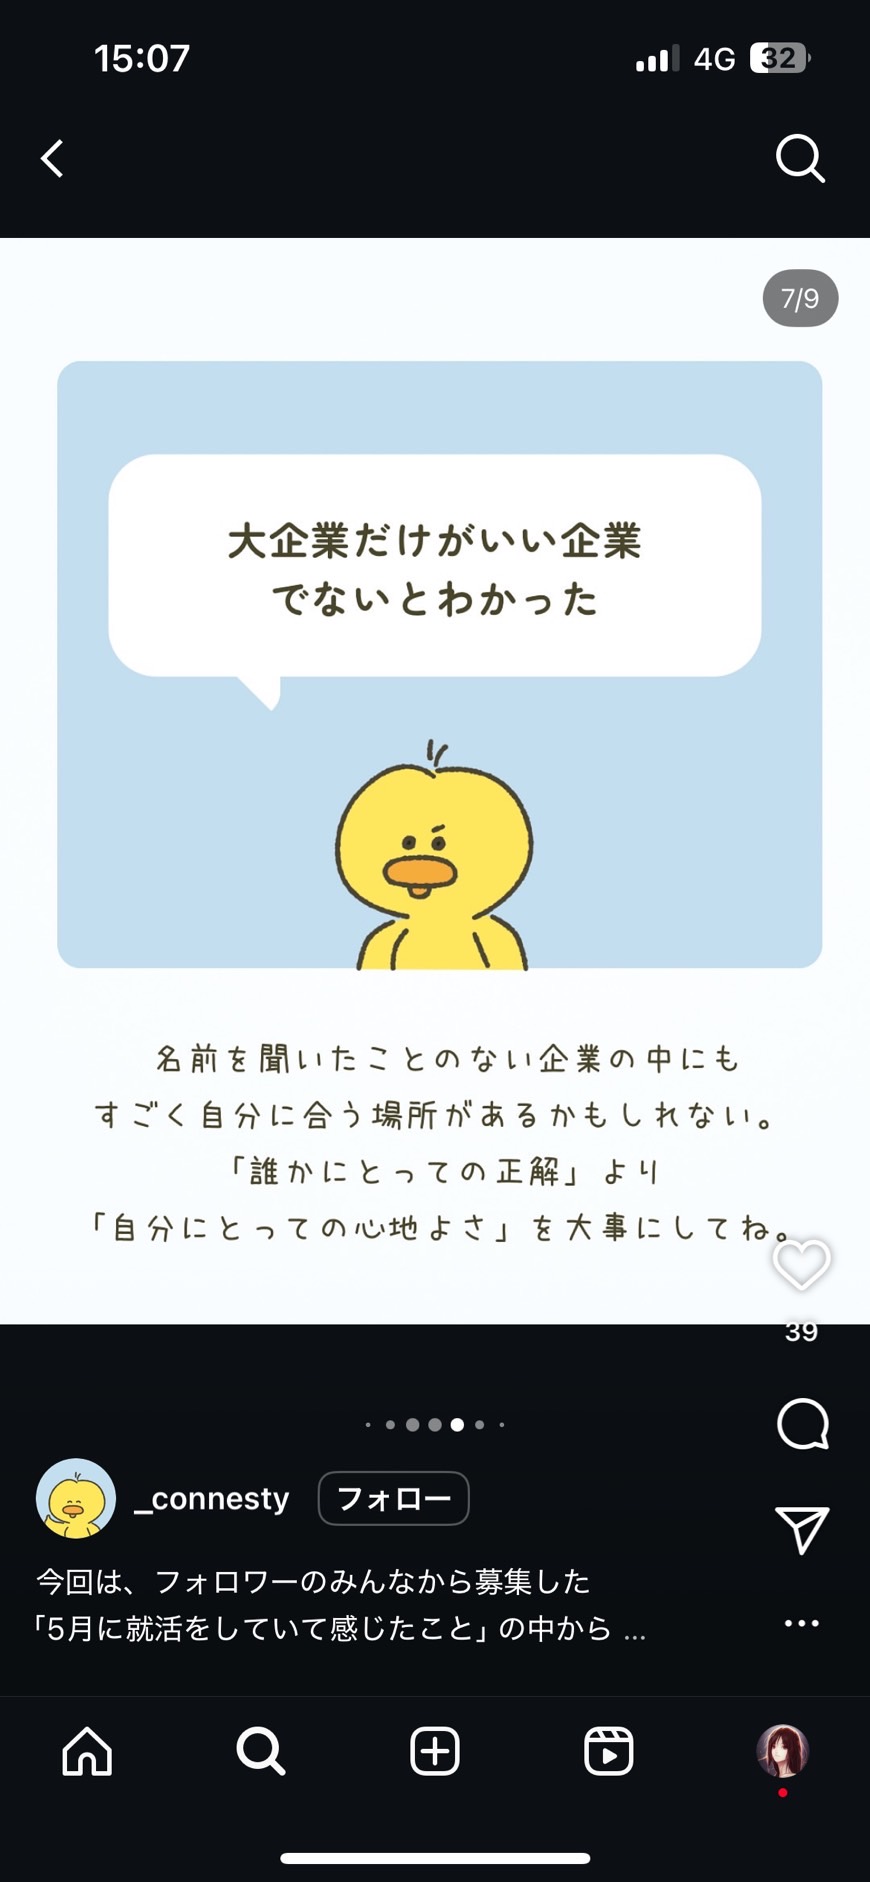 15:07
4G 32
7/9
大企業だけがいい企業
でないとわかった
名前を聞いたことのない企業の中にも
すごく自分に合う場所があるかもしれない。
「誰かにとっての正解」より
「自分にとっての心地よさ」を大事にしてね。
39
_connesty フォロー
今回は、フォロワーのみんなから募集した
「5月に就活をしていて感じたこと」の中から ...